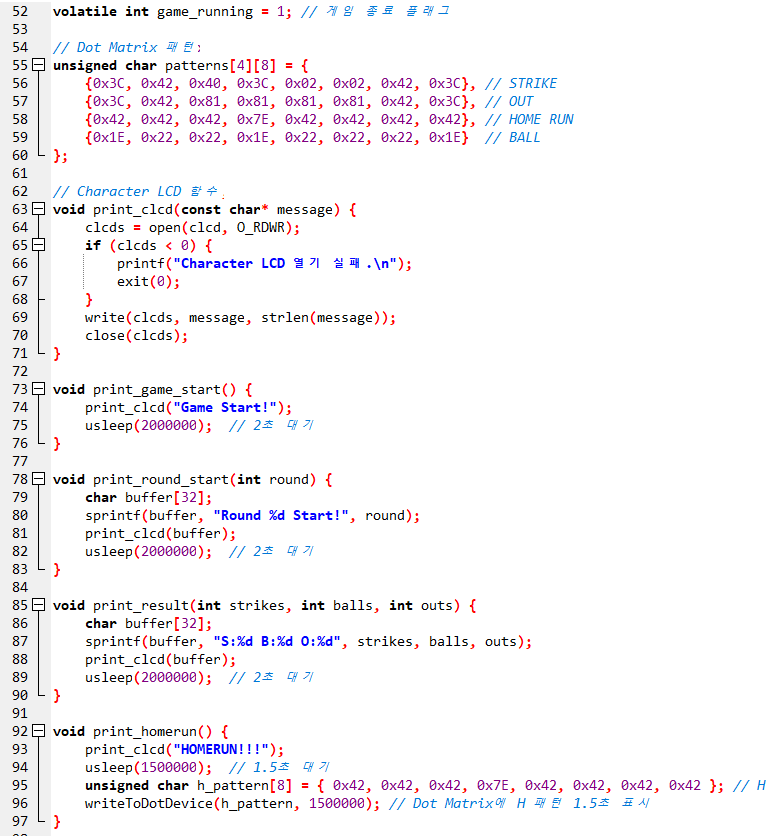 52 volatile int game_running = 1; // 게임 종료 플래그
53
54 // Dot Matrix 패턴:
55 unsigned char patterns[4][8] = {
56 {0x3C, 0x42, 0x40, 0x3C, 0x02, 0x02, 0x42, 0x3C}, // STRIKE
57 {0x3C, 0x42, 0x81, 0x81, 0x81, 0x81, 0x42, 0x3C}, // OUT
58 {0x42, 0x42, 0x42, 0x7E, 0x42, 0x42, 0x42, 0x42}, // HOME RUN
59 {0x1E, 0x22, 0x22, 0x1E, 0x22, 0x22, 0x22, 0x1E}  // BALL
60 };
61
62 // Character LCD 함수
63 void print_clcd(const char* message) {
64 clcds = open(clcd, O_RDWR);
65 if (clcds < 0) {
66 printf("Character LCD 열기 실패.\n");
67 exit(0);
68 }
69 write(clcds, message, strlen(message));
70 close(clcds);
71 }
72
73 void print_game_start() {
74 print_clcd("Game Start!");
75 usleep(2000000);  // 2초 대기
76 }
77
78 void print_round_start(int round) {
79 char buffer[32];
80 sprintf(buffer, "Round %d Start!", round);
81 print_clcd(buffer);
82 usleep(2000000);  // 2초 대기
83 }
84
85 void print_result(int strikes, int balls, int outs) {
86 char buffer[32];
87 sprintf(buffer, "S:%d B:%d O:%d", strikes, balls, outs);
88 print_clcd(buffer);
89 usleep(2000000);  // 2초 대기
90 }
91
92 void print_homerun() {
93 print_clcd("HOMERUN!!!");
94 usleep(1500000);  // 1.5초 대기
95 unsigned char h_pattern[8] = { 0x42, 0x42, 0x42, 0x7E, 0x42, 0x42, 0x42, 0x42 }; // H
96 writeToDotDevice(h_pattern, 1500000); // Dot Matrix에 H 패턴 1.5초 표시
97 }